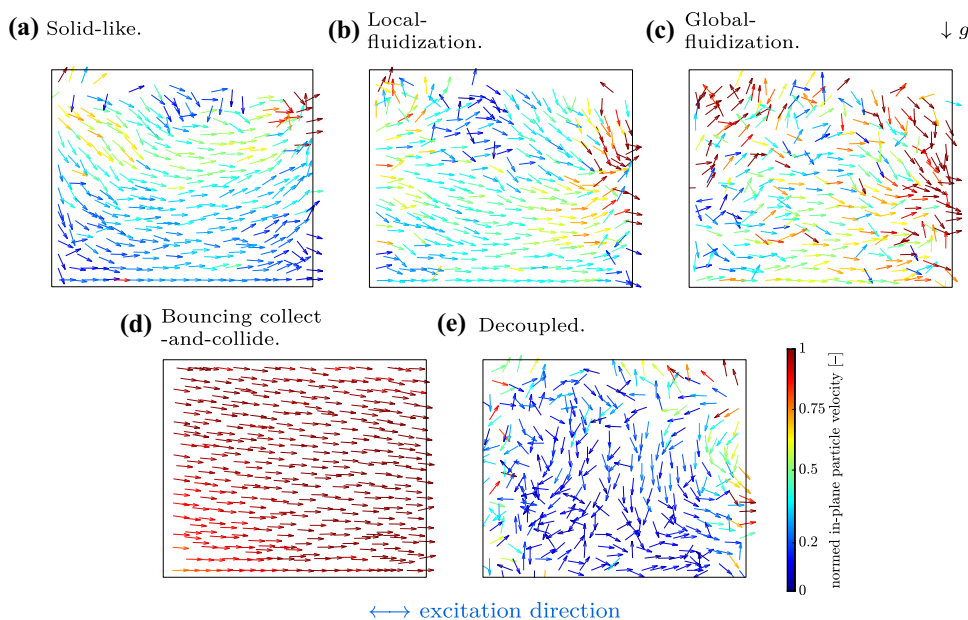 (a) Solid-like.
(b) Local-
fluidization.
(c) Global-
fluidization.
↓ g
(d) Bouncing collect
-and-collide.
(e) Decoupled.
1
0.75
0.5
0.2
0
normed in-plane particle velocity [−]
←→ excitation direction